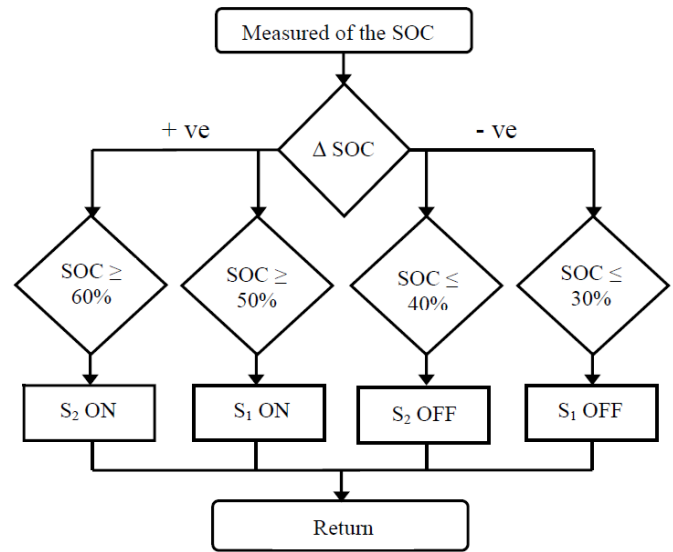 Measured of the SOC
Δ SOC
+ ve
- ve
SOC ≥
60%
SOC ≥
50%
SOC ≤
40%
SOC ≤
30%
S₂ ON
S₁ ON
S₂ OFF
S₁ OFF
Return